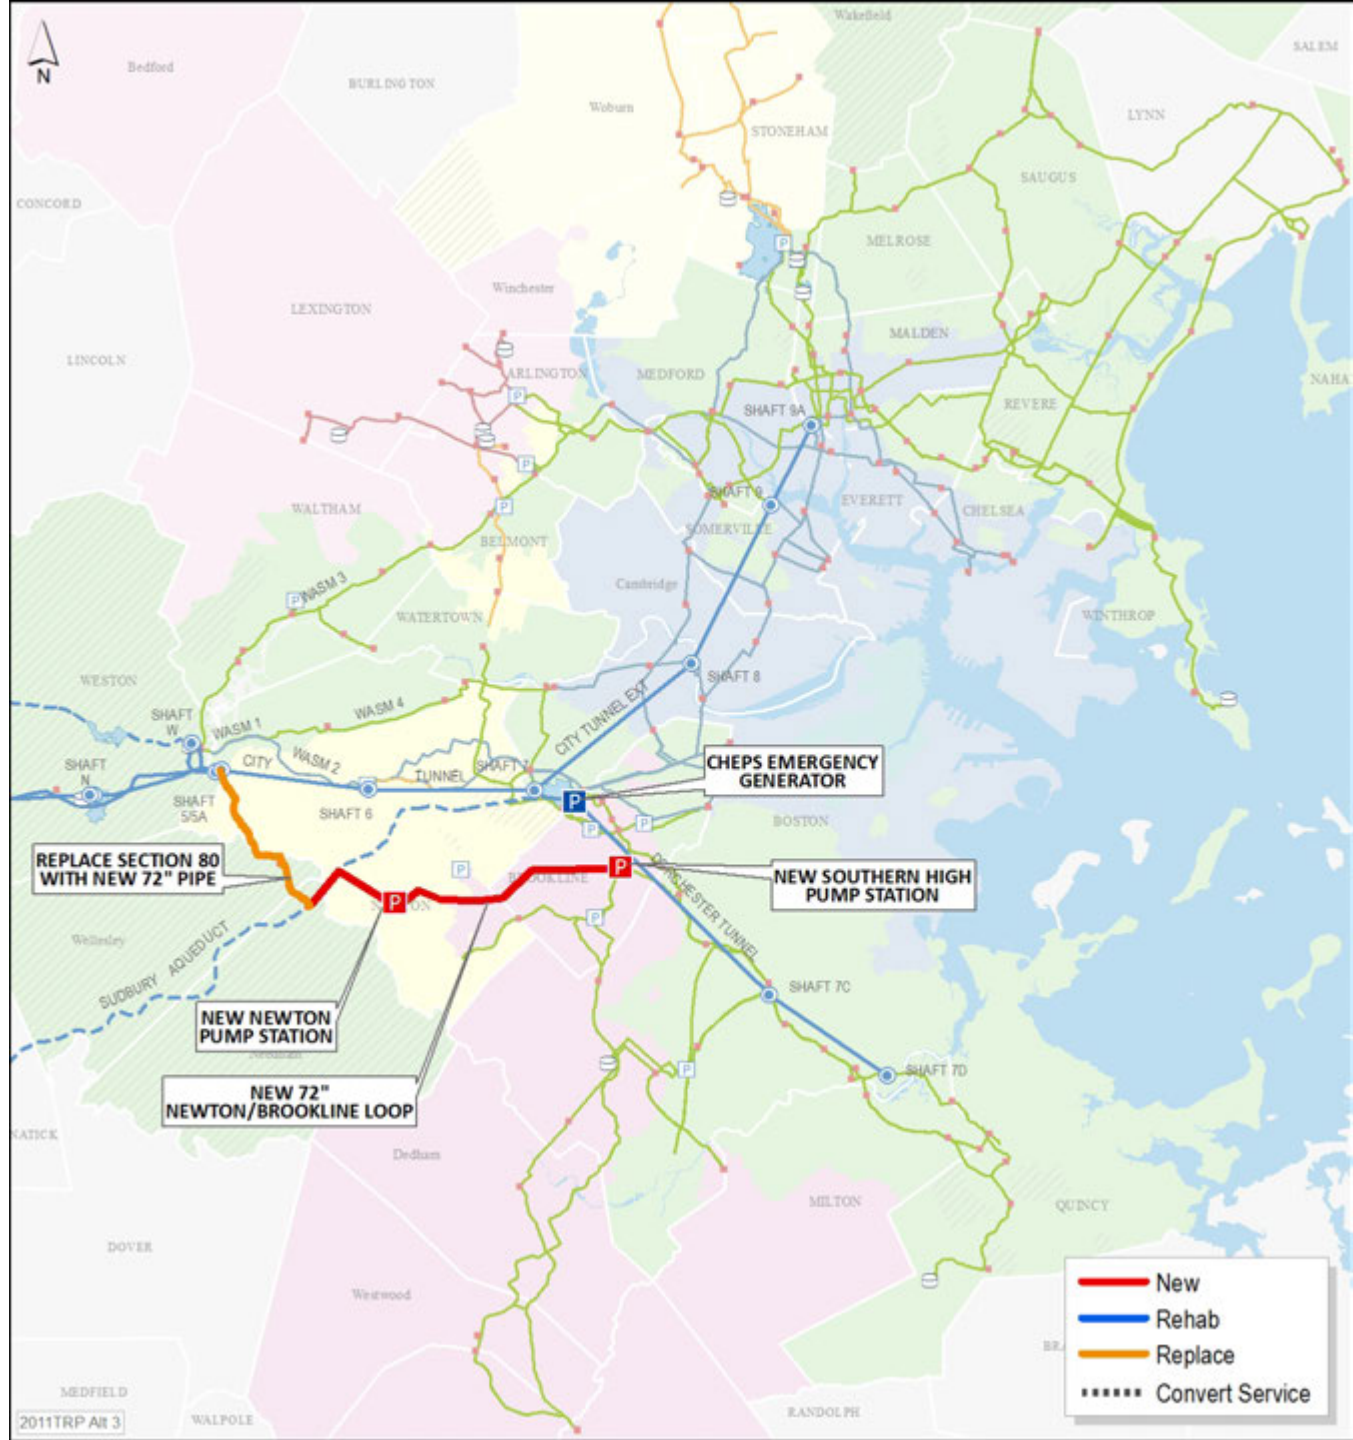 Wakefield
SALEM
N
Bedford
BURLINGTON
Woburn
STONEHAM
LYNN
SAUGUS
CONCORD
MELROSE
Winchester
LEXINGTON
MALDEN
LINCOLN
ARLINGTON
MEDFORD
NAHA
REVERE
SHAFT 9A
P
P
P
P
P
SHAFT 9
EVERETT
CHELSEA
WALTHAM
SOMERVILLE
BELMONT
Cambridge
WASM 3
WATERTOWN
WINTHROP
WESTON
SHAFT 8
CITY TUNNEL EXT
WASM 4
SHAFT
W
WASM 1
WASM 2
CITY
TUNNEL
SHAFT 7
SHAFT
N
CHEPS EMERGENCY
GENERATOR
SHAFT
5/5A
SHAFT 6
P
P
P
BOSTON
REPLACE SECTION 80
WITH NEW 72" PIPE
P
P
BROOKLINE
DORCHESTER TUNNEL
NEW SOUTHERN HIGH
PUMP STATION
P
NEWTON
P
Wellesley
SUDBURY AQUEDUCT
SHAFT 7C
NEW NEWTON
PUMP STATION
Needham
P
SHAFT 7D
NEW 72"
NEWTON/BROOKLINE LOOP
NATICK
Dedham
MILTON
QUINCY
DOVER
New
Westwood
Rehab
BRA
Replace
MEDFIELD
Convert Service
2011TRP Alt 3
WALPOLE
RANDOLPH